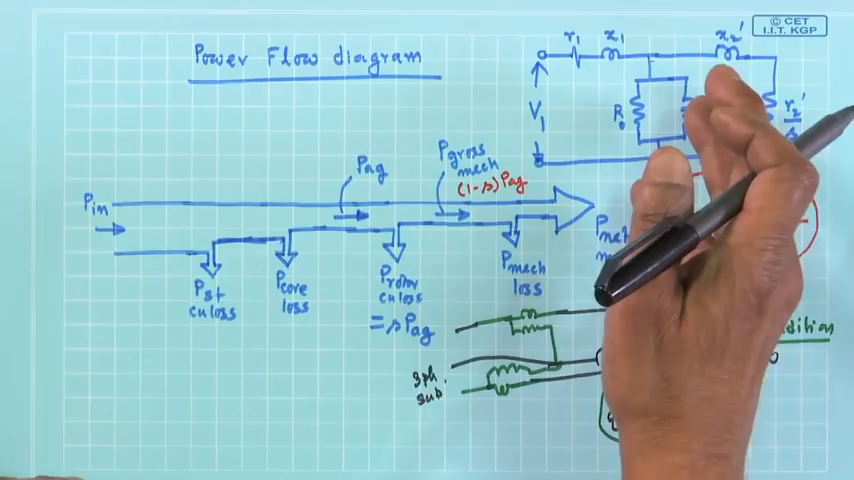 © CET
I.I.T. KGP
Power Flow diagram
r1 x1 x2'
V1
R0
r2'
Pin
Pag
Pgross
mech
(1-s)Pag
Pst
culoss
Pcore
loss
Protor
culoss
= sPag
Pmech
loss
Pnet
3ph
sub.